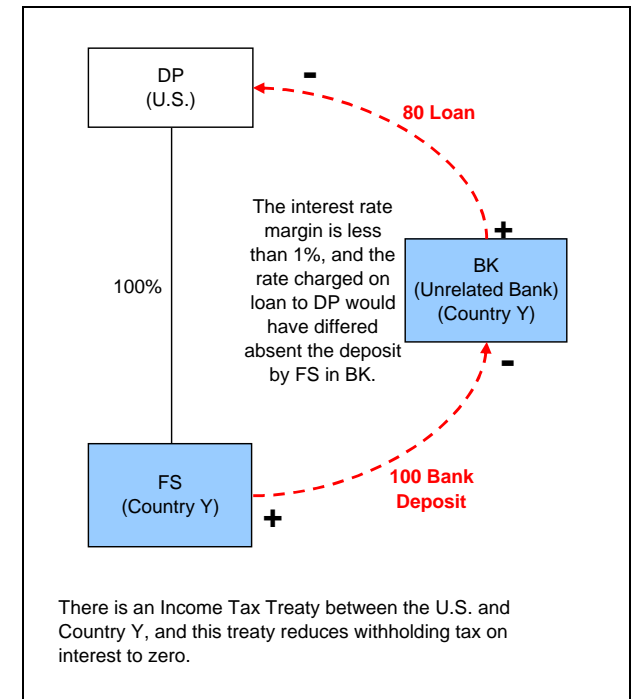 DP
(U.S.)
-
80 Loan
The interest rate
margin is less
than 1%, and the
rate charged on
loan to DP would
have differed
absent the deposit
by FS in BK.
+
BK
(Unrelated Bank)
(Country Y)
-
100%
FS
(Country Y)
+
100 Bank
Deposit
There is an Income Tax Treaty between the U.S. and
Country Y, and this treaty reduces withholding tax on
interest to zero.